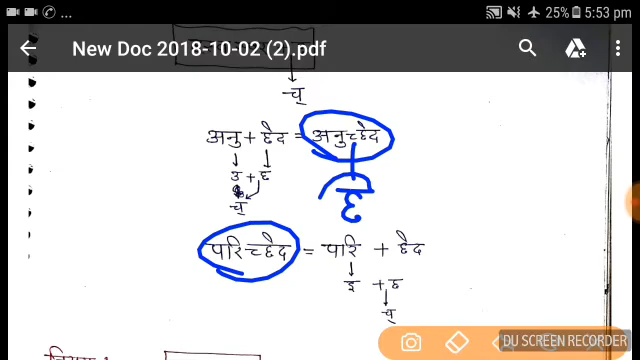 25% 5:53 pm
New Doc 2018-10-02 (2).pdf
च्
अनु + छेद = अनुच्छेद
उ + छ
च्
छ
परिच्छेद = परि + छेद
इ + छ
च्
DU SCREEN RECORDER